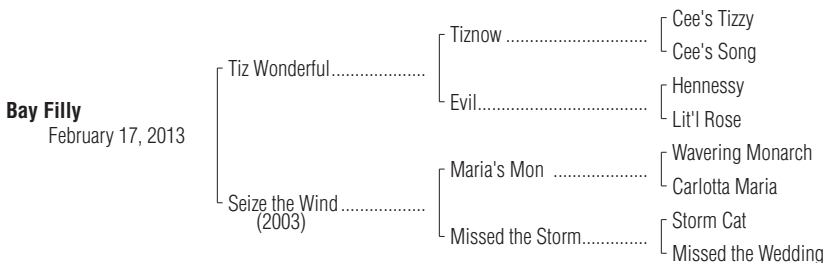 Bay Filly
February 17, 2013
Tiz Wonderful....................
Seize the Wind..................
(2003)
Tiznow ..............................
Evil....................................
Maria's Mon ....................
Missed the Storm..............
Cee's Tizzy
Cee's Song
Hennessy
Lit'l Rose
Wavering Monarch
Carlotta Maria
Storm Cat
Missed the Wedding